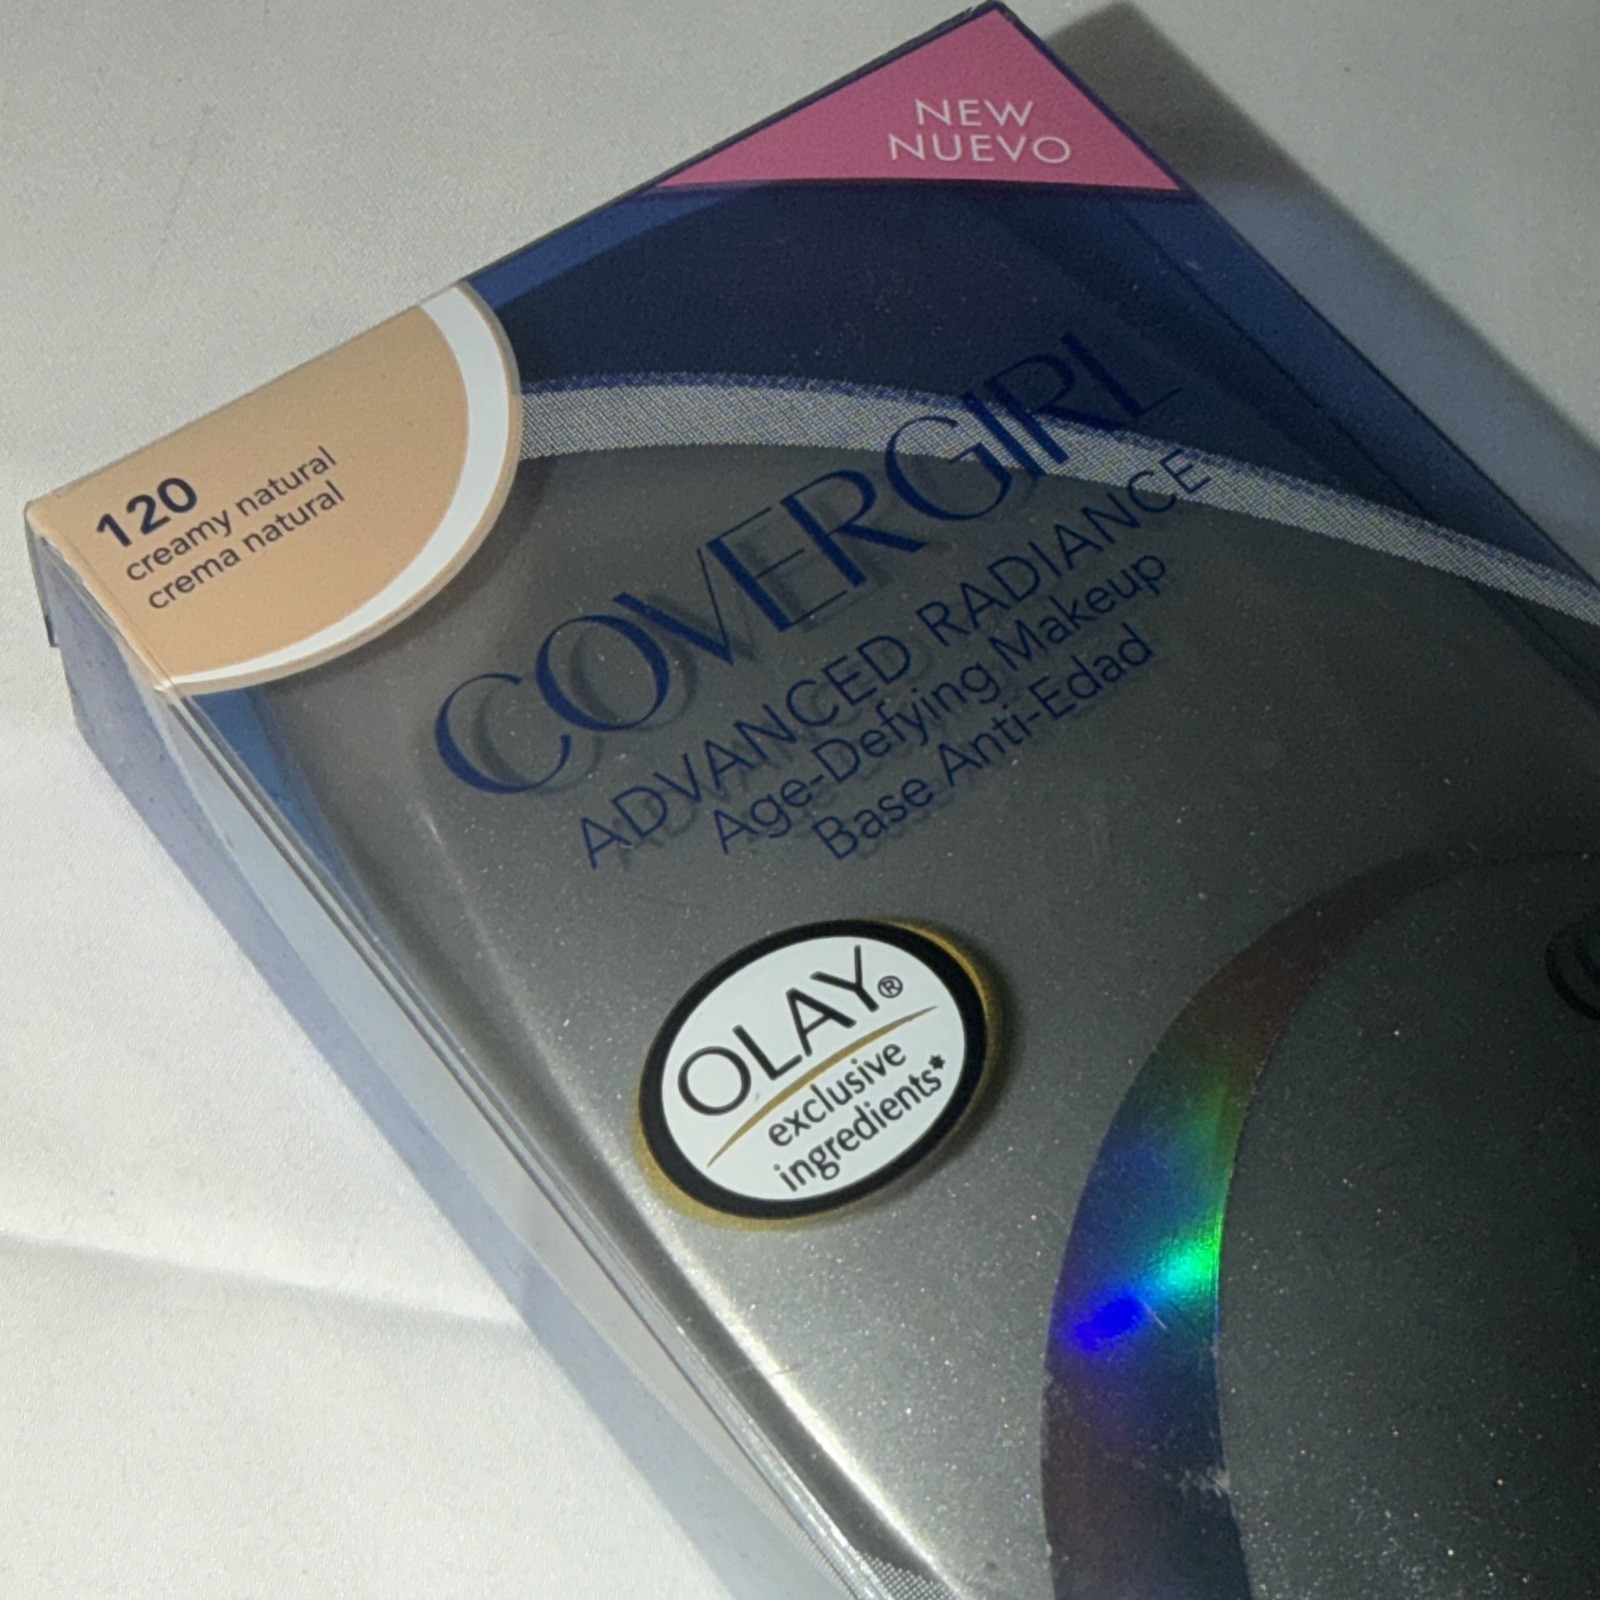 NEW
NUEVO
120
creamy natural
crema natural
COVERGIRL
ADVANCED RADIANCE
Age-Defying Makeup
Base Anti-Edad
OLAY®
exclusive
ingredients*